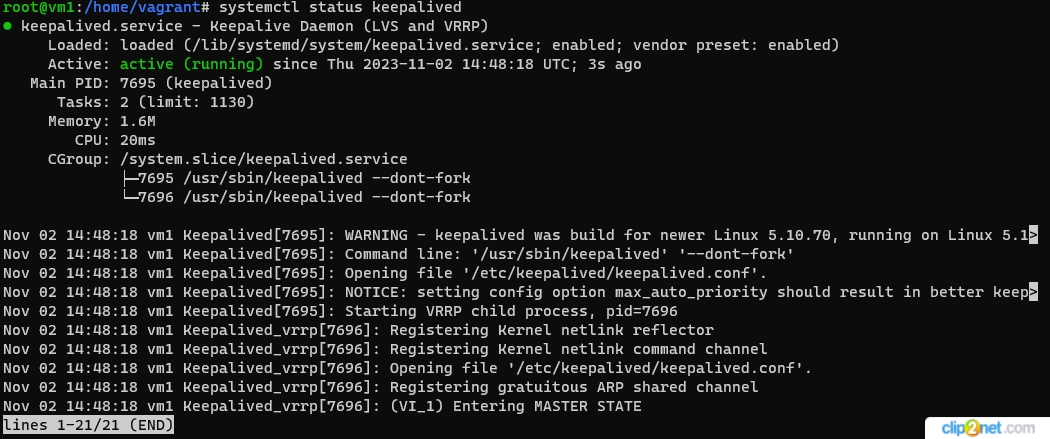 root@vm1:/home/vagrant# systemctl status keepalived
● keepalived.service - Keepalive Daemon (LVS and VRRP)
     Loaded: loaded (/lib/systemd/system/keepalived.service; enabled; vendor preset: enabled)
     Active: active (running) since Thu 2023-11-02 14:48:18 UTC; 3s ago
   Main PID: 7695 (keepalived)
      Tasks: 2 (limit: 1130)
     Memory: 1.6M
        CPU: 20ms
     CGroup: /system.slice/keepalived.service
             ├─7695 /usr/sbin/keepalived --dont-fork
             └─7696 /usr/sbin/keepalived --dont-fork

Nov 02 14:48:18 vm1 Keepalived[7695]: WARNING - keepalived was build for newer Linux 5.10.70, running on Linux 5.1>
Nov 02 14:48:18 vm1 Keepalived[7695]: Command line: '/usr/sbin/keepalived' '--dont-fork'
Nov 02 14:48:18 vm1 Keepalived[7695]: Opening file '/etc/keepalived/keepalived.conf'.
Nov 02 14:48:18 vm1 Keepalived[7695]: NOTICE: setting config option max_auto_priority should result in better keep>
Nov 02 14:48:18 vm1 Keepalived[7695]: Starting VRRP child process, pid=7696
Nov 02 14:48:18 vm1 Keepalived_vrrp[7696]: Registering Kernel netlink reflector
Nov 02 14:48:18 vm1 Keepalived_vrrp[7696]: Registering Kernel netlink command channel
Nov 02 14:48:18 vm1 Keepalived_vrrp[7696]: Opening file '/etc/keepalived/keepalived.conf'.
Nov 02 14:48:18 vm1 Keepalived_vrrp[7696]: Registering gratuitous ARP shared channel
Nov 02 14:48:18 vm1 Keepalived_vrrp[7696]: (VI_1) Entering MASTER STATE
lines 1-21/21 (END)
clip2net.com